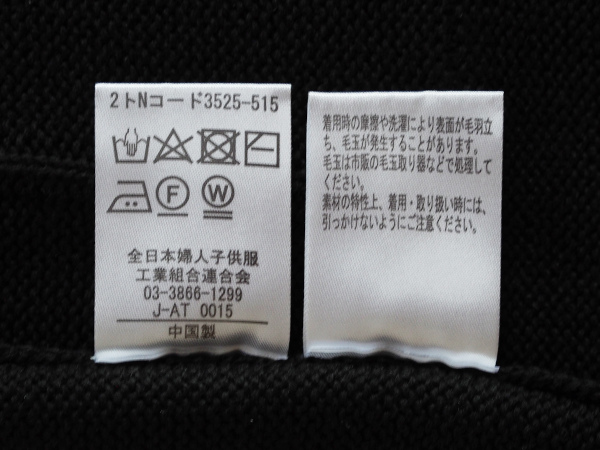 2トNコード3525-515
F
W
全日本婦人子供服
工業組合連合会
03-3866-1299
J-AT 0015
中国製
着用時の摩擦や洗濯により表面が毛羽立
ち、毛玉が発生することがあります。
毛玉は市販の毛玉取り器などで処理して
ください。
素材の特性上、着用・取り扱い時には、
引っかけないようにご注意ください。